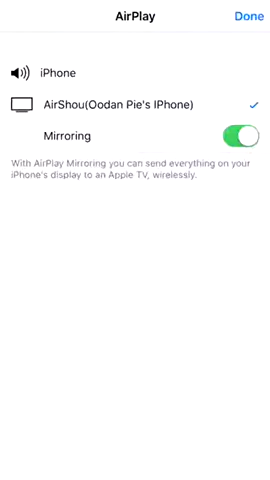 AirPlay Done
iPhone
AirShou(Oodan Pie's IPhone)
Mirroring
With AirPlay Mirroring you can send everything on your
iPhone's display to an Apple TV, wirelessly.